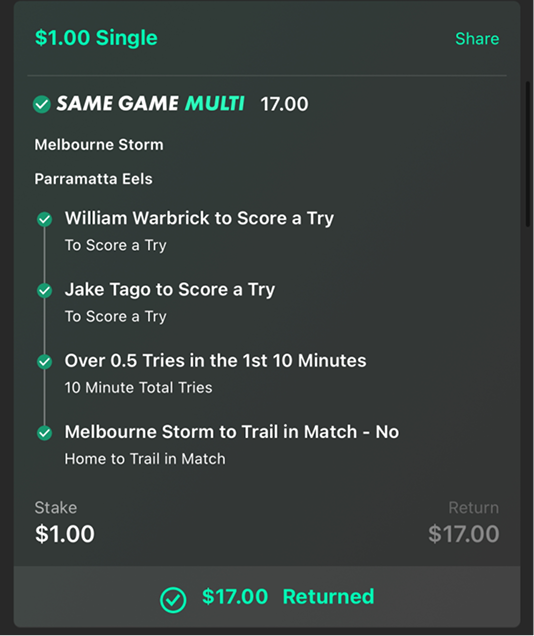 $1.00 Single
Share
SAME GAME MULTI 17.00
Melbourne Storm
Parramatta Eels
William Warbrick to Score a Try
To Score a Try
Jake Tago to Score a Try
To Score a Try
Over 0.5 Tries in the 1st 10 Minutes
10 Minute Total Tries
Melbourne Storm to Trail in Match - No
Home to Trail in Match
Stake
Return
$1.00
$17.00
$17.00 Returned